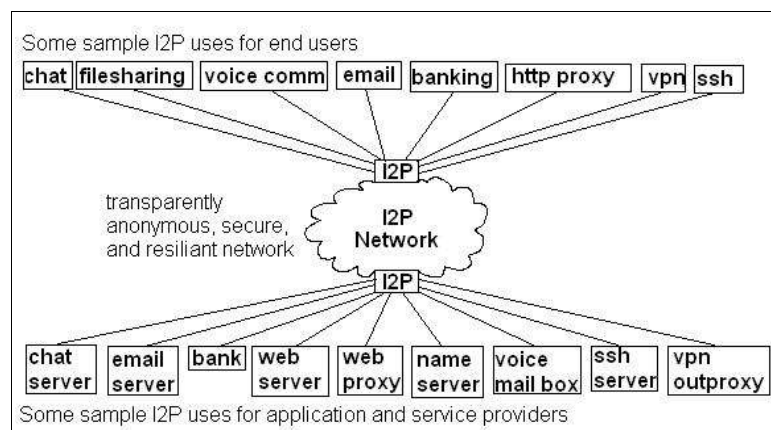 Some sample I2P uses for end users
chat filesharing voice comm email banking http proxy vpn ssh
I2P
transparently
anonymous, secure,
and resiliant network
I2P
Network
I2P
chat server
email server
bank
web server
web proxy
name server
voice mail box
ssh server
vpn outproxy
Some sample I2P uses for application and service providers